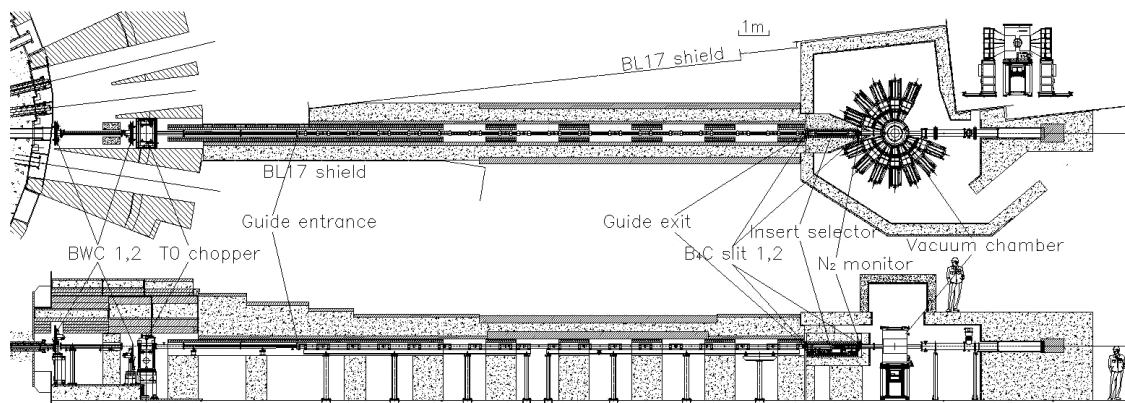 1m
BL17 shield
BL17 shield
Guide entrance
Guide exit
Insert selector
BWC 1,2
T0 chopper
B₄C slit 1,2
Vacuum chamber
N₂ monitor